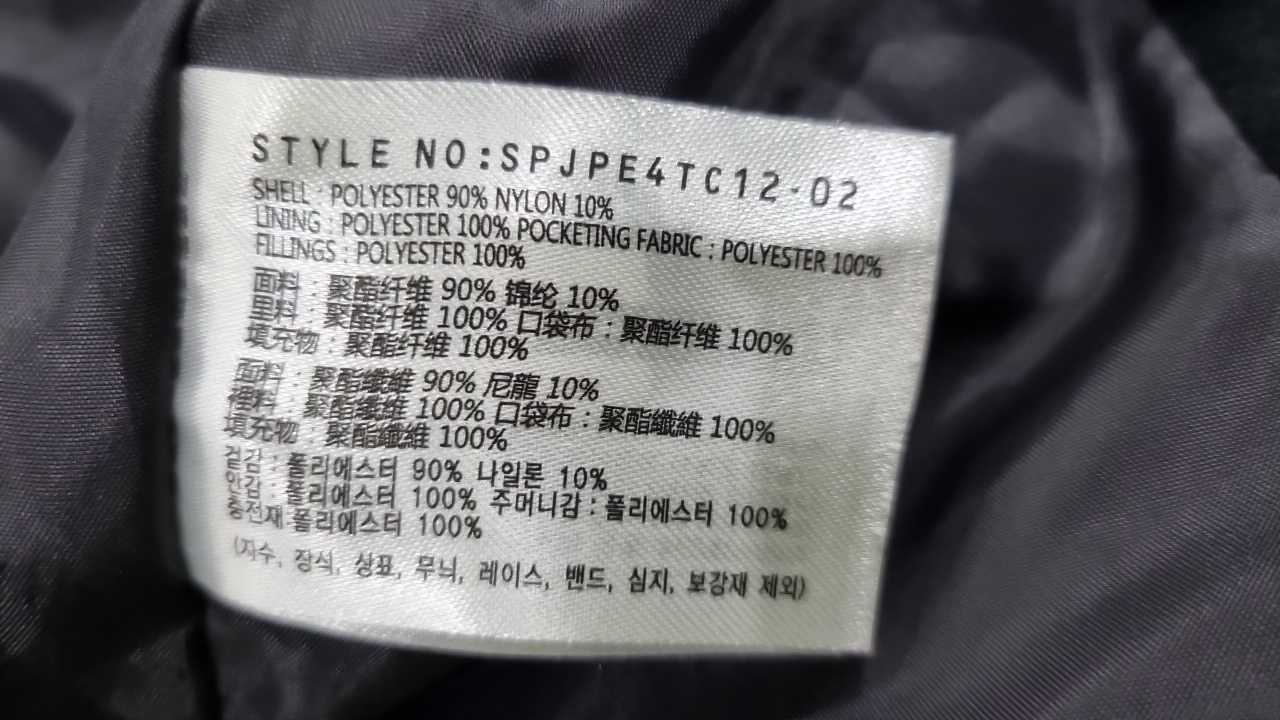 STYLE NO:SPJPE4TC12-02
SHELL : POLYESTER 90% NYLON 10%
LINING : POLYESTER 100% POCKETING FABRIC : POLYESTER 100%
FILLINGS : POLYESTER 100%
面料 : 聚酯纤维 90% 锦纶 10%
里料 : 聚酯纤维 100% 口袋布 : 聚酯纤维 100%
填充物 : 聚酯纤维 100%
面料 : 聚酯纖維 90% 尼龍 10%
裡料 : 聚酯纖維 100% 口袋布 : 聚酯纖維 100%
填充物 : 聚酯纖維 100%
겉감 : 폴리에스터 90% 나일론 10%
안감 : 폴리에스터 100% 주머니감 : 폴리에스터 100%
충전재 : 폴리에스터 100%
(자수, 장식, 상표, 무늬, 레이스, 밴드, 심지, 보강재 제외)